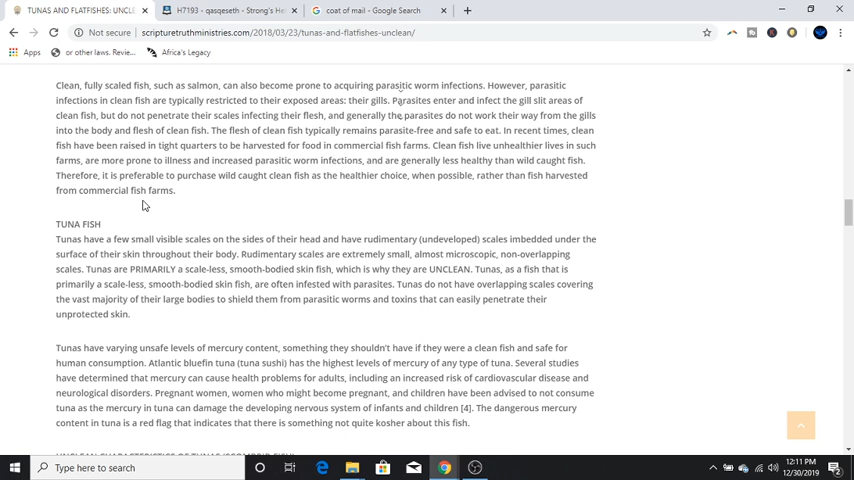 TUNAS AND FLATFISHES: UNCLE
H7193 - qasqeseth - Strong's He
coat of mail - Google Search
Not secure | scripturetruthministries.com/2018/03/23/tunas-and-flatfishes-unclean/
Apps or other laws. Revie... Africa's Legacy
Clean, fully scaled fish, such as salmon, can also become prone to acquiring parasitic worm infections. However, parasitic
infections in clean fish are typically restricted to their exposed areas: their gills. Parasites enter and infect the gill slit areas of
clean fish, but do not penetrate their scales infecting their flesh, and generally the parasites do not work their way from the gills
into the body and flesh of clean fish. The flesh of clean fish typically remains parasite-free and safe to eat. In recent times, clean
fish have been raised in tight quarters to be harvested for food in commercial fish farms. Clean fish live unhealthier lives in such
farms, are more prone to illness and increased parasitic worm infections, and are generally less healthy than wild caught fish.
Therefore, it is preferable to purchase wild caught clean fish as the healthier choice, when possible, rather than fish harvested
from commercial fish farms.
TUNA FISH
Tunas have a few small visible scales on the sides of their head and have rudimentary (undeveloped) scales imbedded under the
surface of their skin throughout their body. Rudimentary scales are extremely small, almost microscopic, non-overlapping
scales. Tunas are PRIMARILY a scale-less, smooth-bodied skin fish, which is why they are UNCLEAN. Tunas, as a fish that is
primarily a scale-less, smooth-bodied skin fish, are often infested with parasites. Tunas do not have overlapping scales covering
the vast majority of their large bodies to shield them from parasitic worms and toxins that can easily penetrate their
unprotected skin.
Tunas have varying unsafe levels of mercury content, something they shouldn't have if they were a clean fish and safe for
human consumption. Atlantic bluefin tuna (tuna sushi) has the highest levels of mercury of any type of tuna. Several studies
have determined that mercury can cause health problems for adults, including an increased risk of cardiovascular disease and
neurological disorders. Pregnant women, women who might become pregnant, and children have been advised to not consume
tuna as the mercury in tuna can damage the developing nervous system of infants and children [4]. The dangerous mercury
content in tuna is a red flag that indicates that there is something not quite kosher about this fish.
Type here to search
12:11 PM
12/30/2019
2